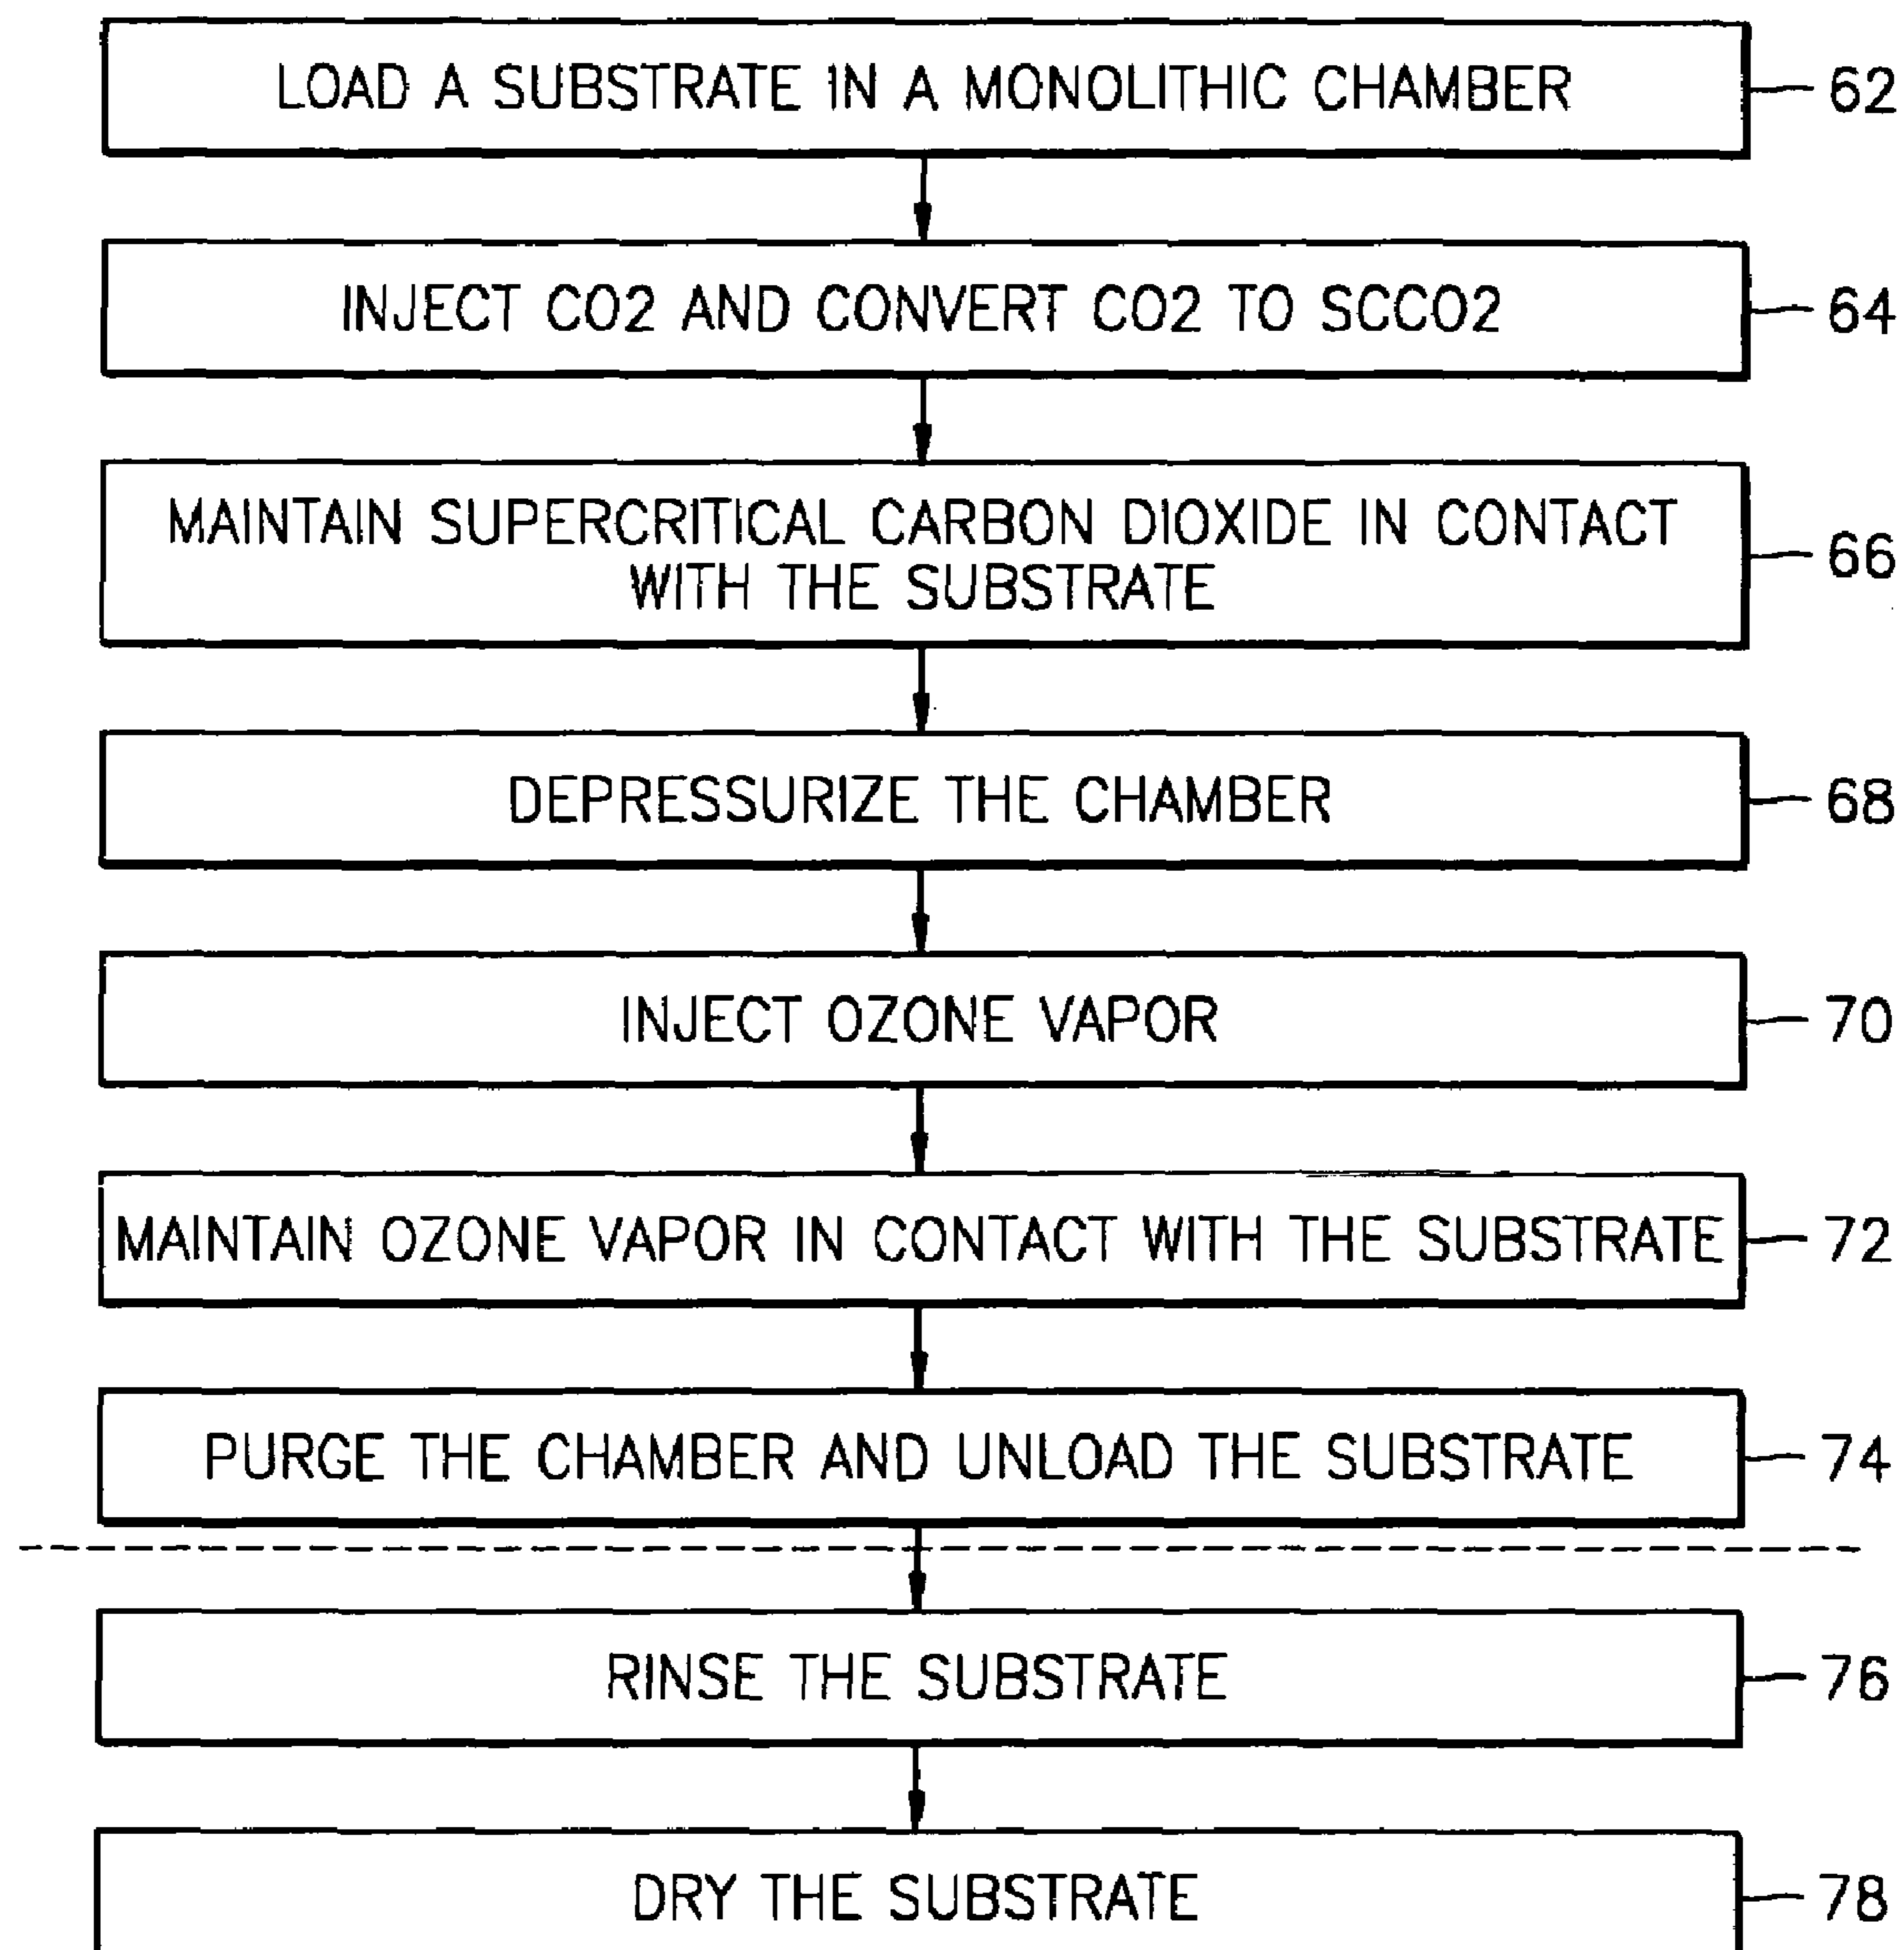 LOAD A SUBSTRATE IN A MONOLITHIC CHAMBER
62
INJECT CO2 AND CONVERT CO2 TO SCCO2
64
MAINTAIN SUPERCRITICAL CARBON DIOXIDE IN CONTACT
WITH THE SUBSTRATE
66
DEPRESSURIZE THE CHAMBER
68
INJECT OZONE VAPOR
70
MAINTAIN OZONE VAPOR IN CONTACT WITH THE SUBSTRATE
72
PURGE THE CHAMBER AND UNLOAD THE SUBSTRATE
74
RINSE THE SUBSTRATE
76
DRY THE SUBSTRATE
78